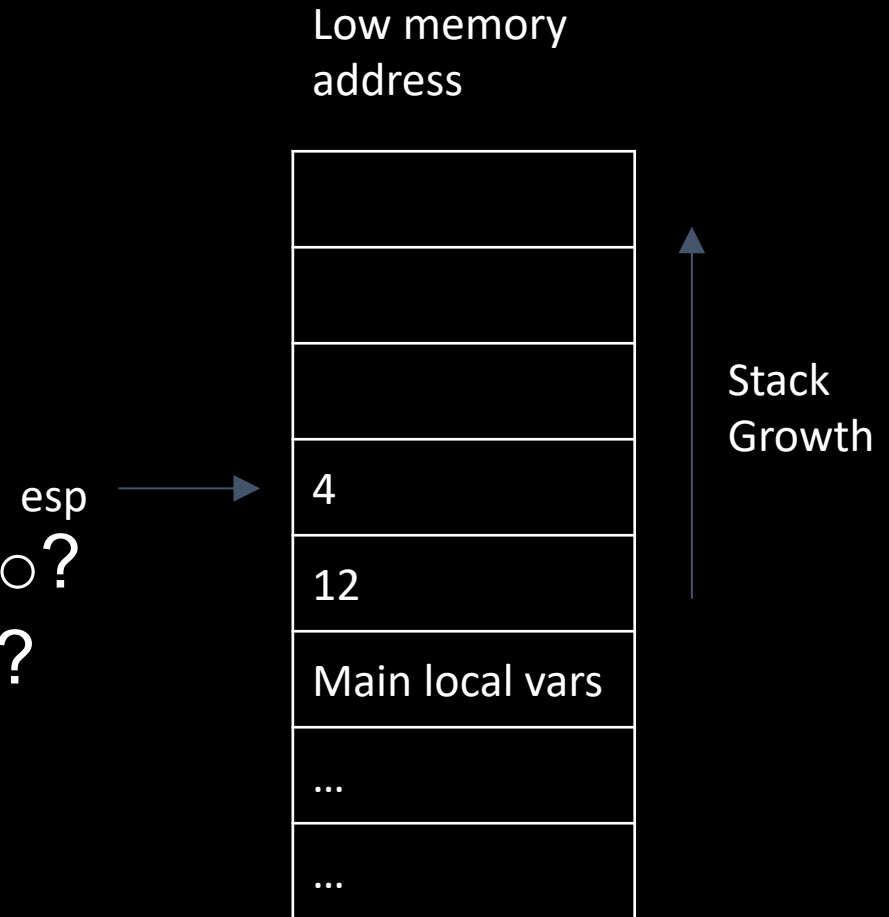 Low memory
address
Stack
Growth
esp
4
o?
12
?
Main local vars
…
…